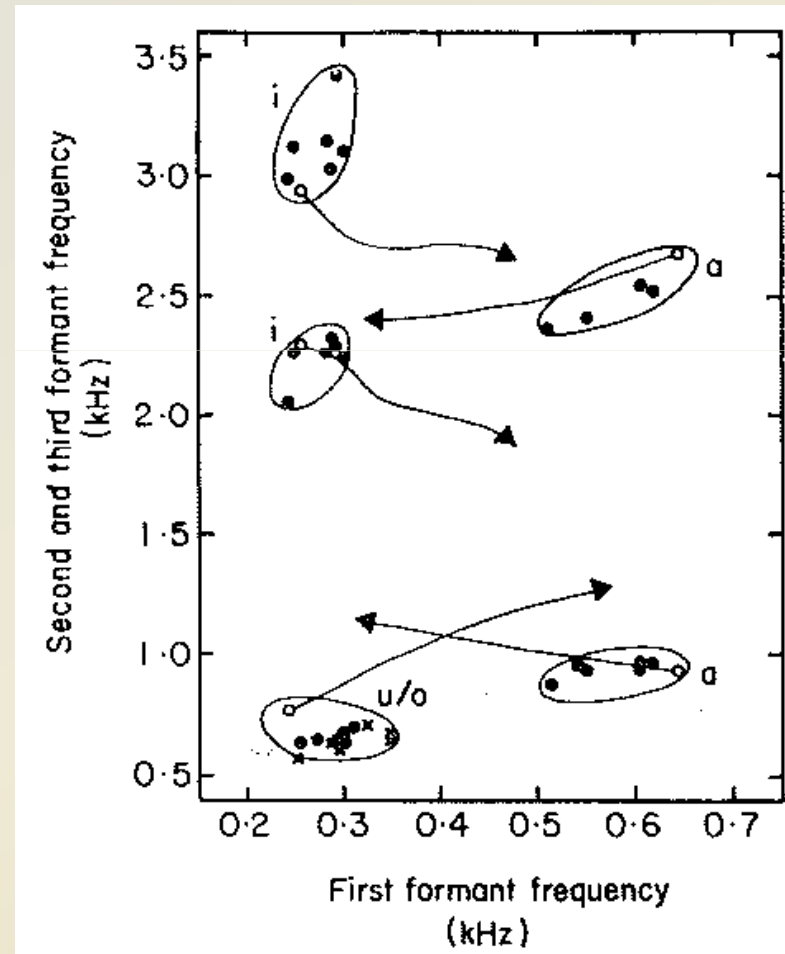 Second and third formant frequency
(kHz)
3·5
3·0
2·5
2·0
1·5
1·0
0·5
i
a
i
u/o
a
0·2 0·3 0·4 0·5 0·6 0·7
First formant frequency
(kHz)